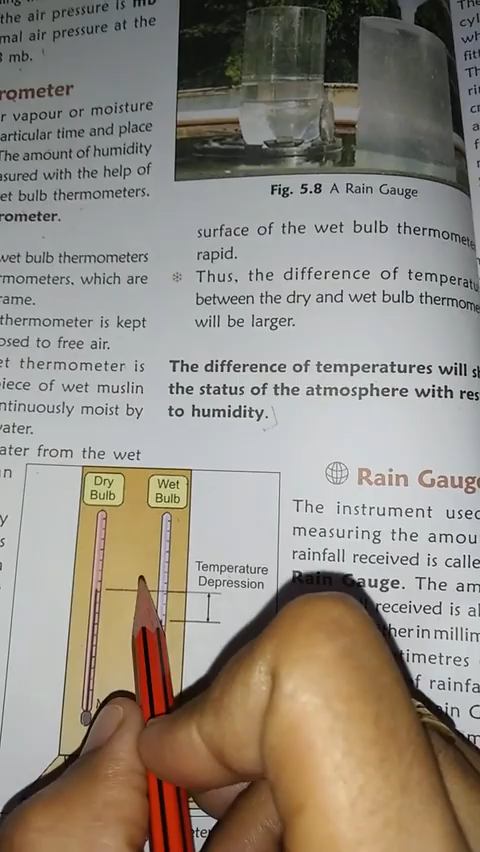 the air pressure is mb
mal air pressure at the
mb.
rometer
r vapour or moisture
articular time and place
The amount of humidity
asured with the help of
et bulb thermometers.
rometer.
wet bulb thermometers
rmometers, which are
rame.
thermometer is kept
osed to free air.
et thermometer is
piece of wet muslin
ntinuously moist by
ater.
ater from the wet
Fig. 5.8 A Rain Gauge
surface of the wet bulb thermomete
rapid.
Thus, the difference of temperatu
between the dry and wet bulb thermome
will be larger.
The difference of temperatures will s
the status of the atmosphere with res
to humidity.
Dry
Bulb
Wet
Bulb
Temperature
Depression
Rain Gauge
The instrument used
measuring the amou
rainfall received is calle
Rain Gauge. The am
received is al
her in millim
timetres
f rainfa